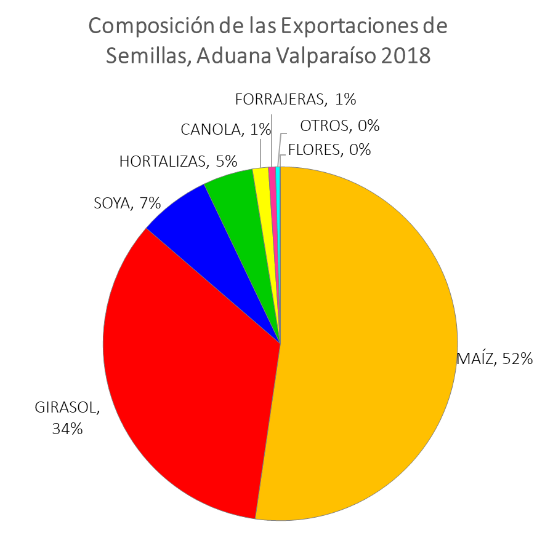 Composición de las Exportaciones de
Semillas, Aduana Valparaíso 2018
FORRAJERAS, 1%
CANOLA, 1%
OTROS, 0%
FLORES, 0%
HORTALIZAS, 5%
SOYA, 7%
MAÍZ, 52%
GIRASOL,
34%